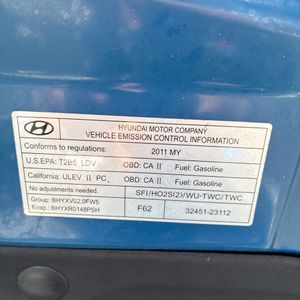 HYUNDAI MOTOR COMPANY
VEHICLE EMISSION CONTROL INFORMATION
Conforms to regulations: 2011 MY
U.S.EPA: T2B5 LDV OBD: CA II Fuel: Gasoline
California: ULEV II PC, OBD: CA II Fuel: Gasoline
No adjustments needed. SFI/HO2S(2)/WU-TWC/TWC
Group: BHYXV02.0FW5 F62 32451-23112
Evap.: BHYXR0148PSH